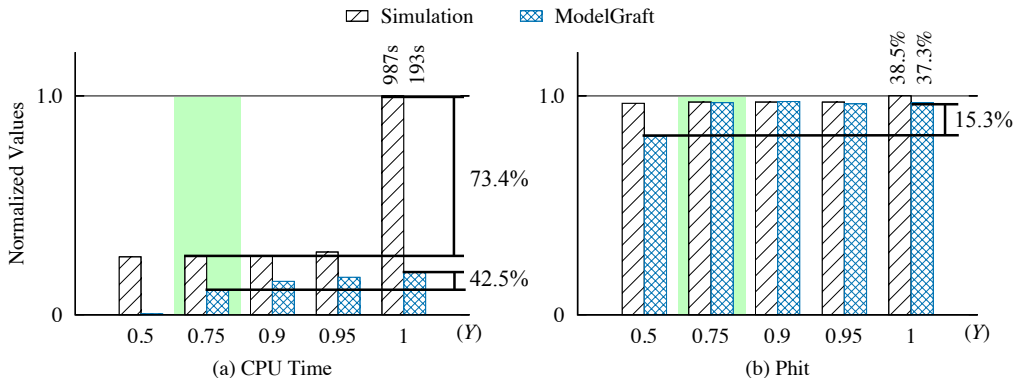 Simulation ModelGraft
Normalized Values
1.0
0
987s
193s
73.4%
42.5%
0.5 0.75 0.9 0.95 1 (Y)
(a) CPU Time
1.0
0
38.5%
37.3%
15.3%
0.5 0.75 0.9 0.95 1 (Y)
(b) Phit